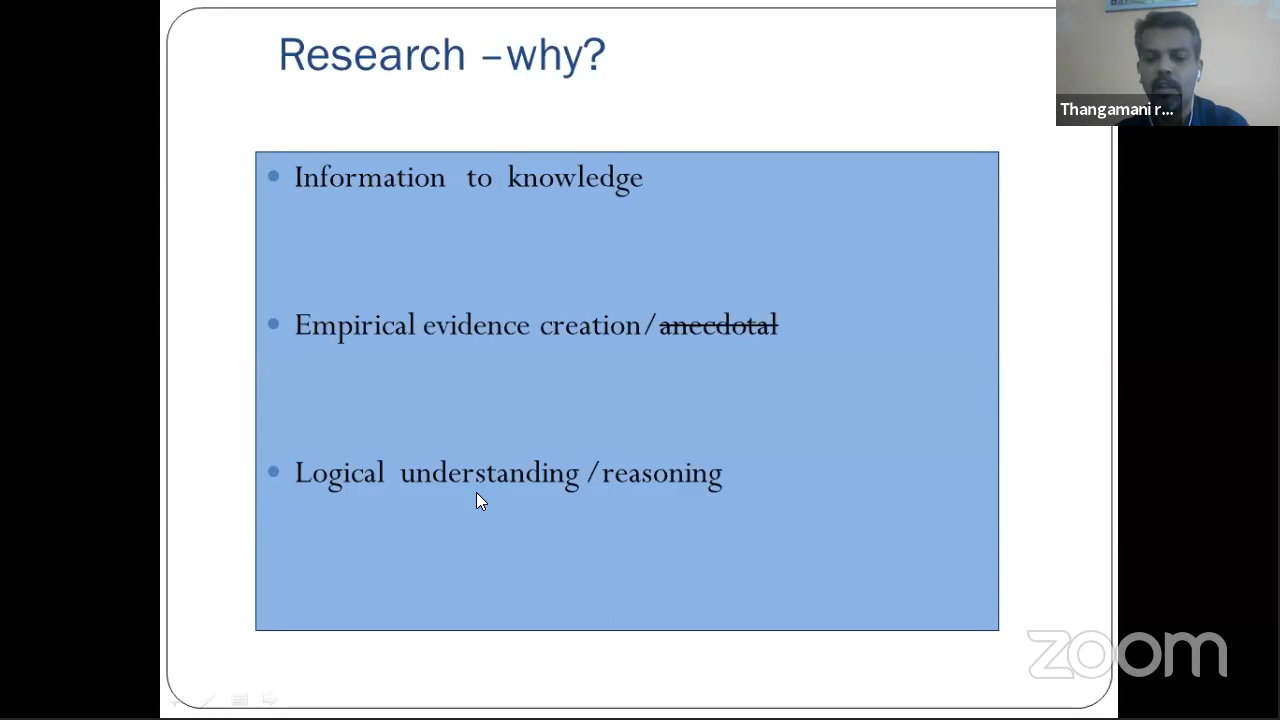 Research –why?
Thangamani r...
• Information to knowledge
• Empirical evidence creation/anecdotal
• Logical understanding /reasoning
zoom